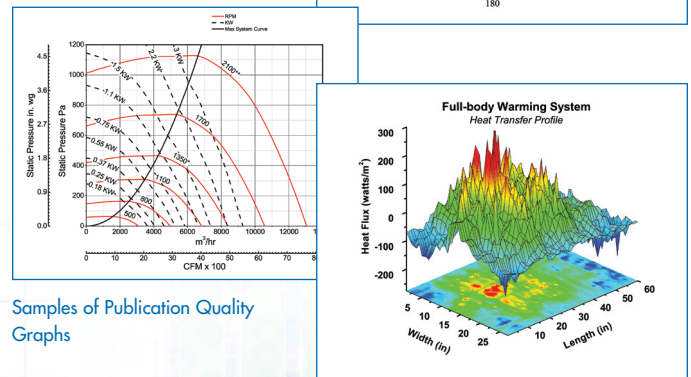 180
RPM
KW
Max System Curve
Static Pressure in. wg
4.5
3.6
2.7
1.8
0.9
0.0
Static Pressure Pa
1200
1000
800
600
400
200
0
1.5 KW
2.2 KW
3 KW
2100
1.1 KW
0.75 KW
0.55 KW
0.37 KW
0.25 KW
0.18 KW
1700
1350
1100
800
500
0 2000 4000 6000 8000 10000 12000
m³/hr
0 10 20 30 40 50 60 70 8
CFM x 100
Full-body Warming System
Heat Transfer Profile
Heat Flux (watts/m²)
300
200
100
0
-100
-200
5 10 15 20 25
Width (in)
10 20 30 40 50 60
Length (in)
Samples of Publication Quality
Graphs